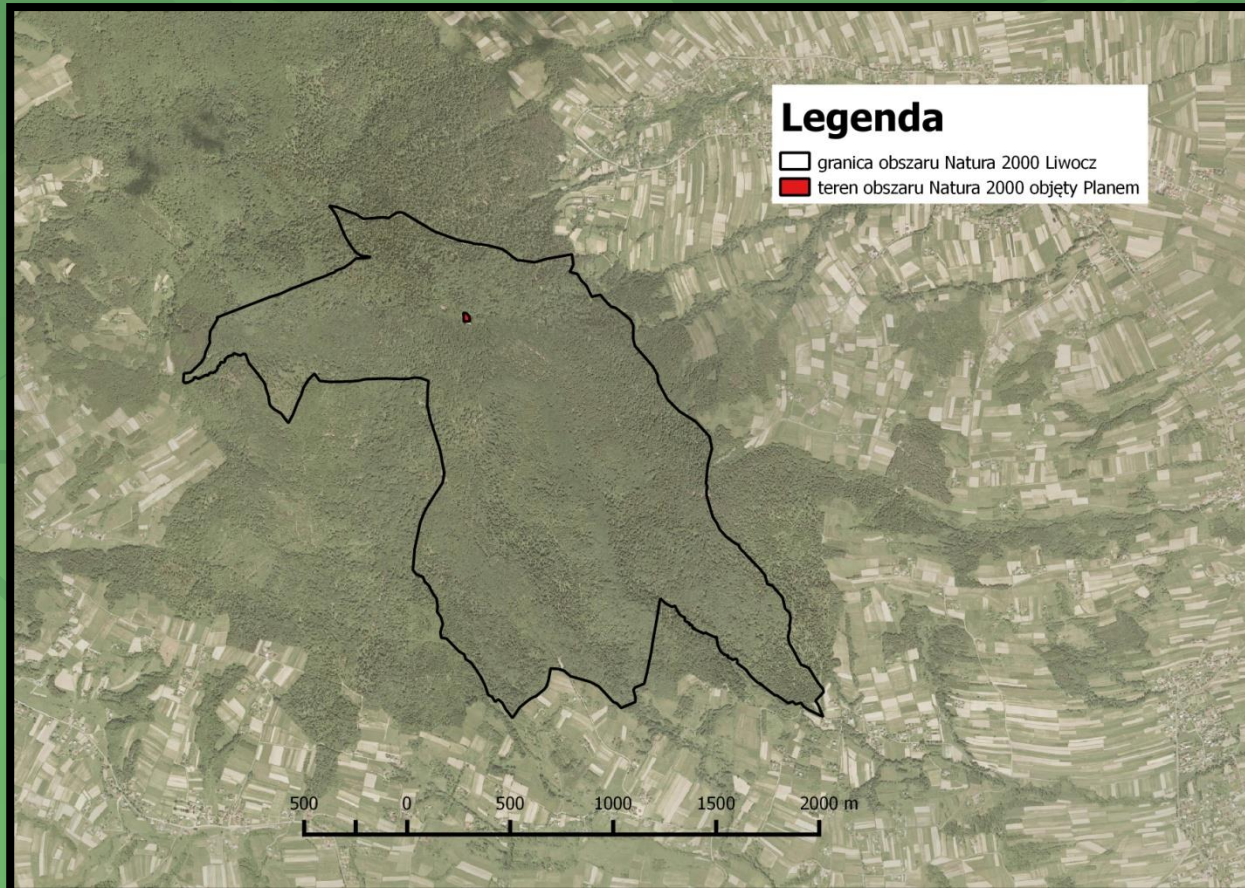 Legenda
granica obszaru Natura 2000 Liwocz
teren obszaru Natura 2000 objęty Planem
500 0 500 1000 1500 2000 m